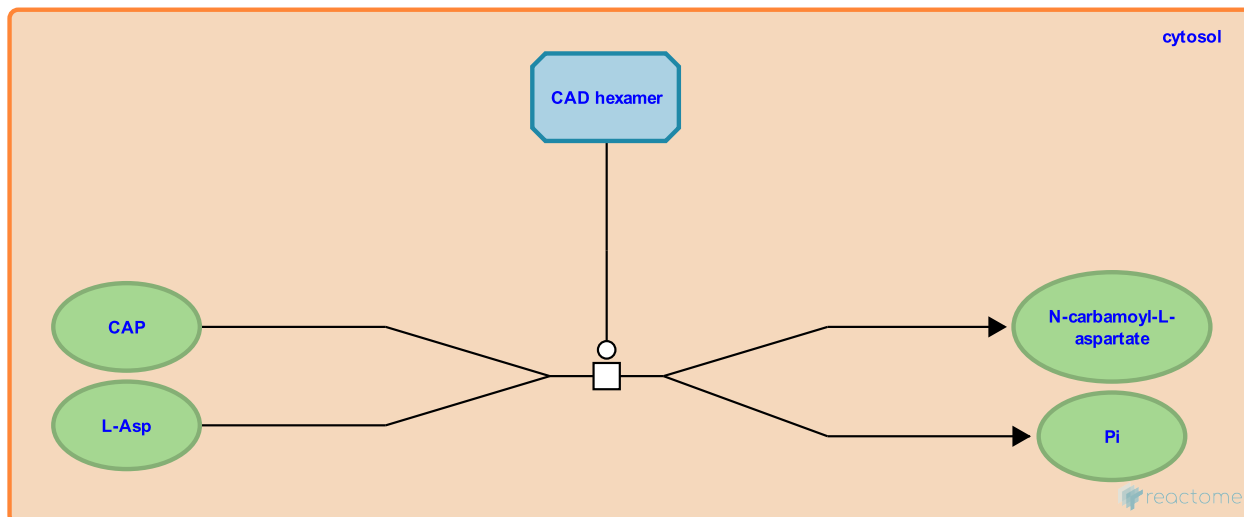 cytosol
CAD hexamer
CAP
N-carbamoyl-L-
aspartate
L-Asp
Pi
reactome